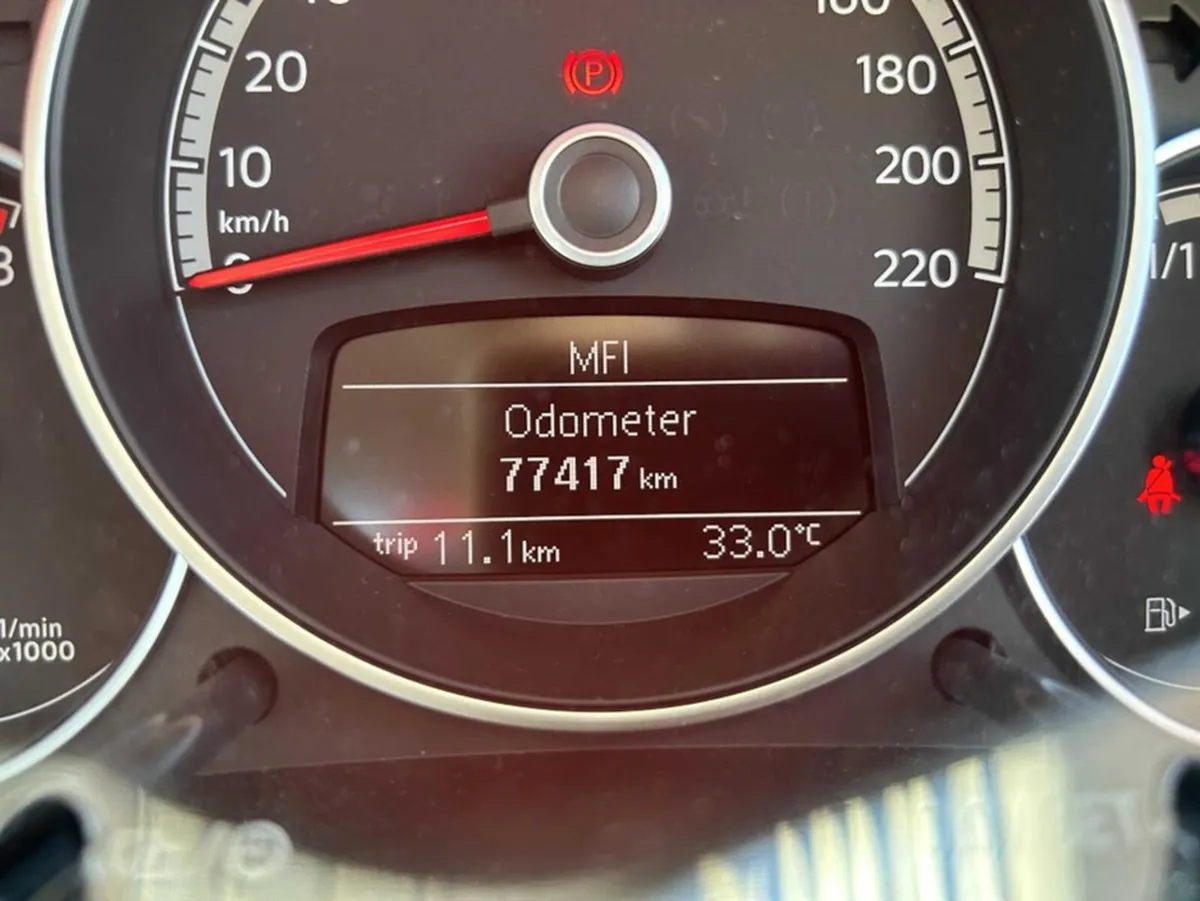 20
180
P
10
200
km/h
220
MFI
Odometer
77417 km
trip 11.1 km 33.0°C
1/min
x1000